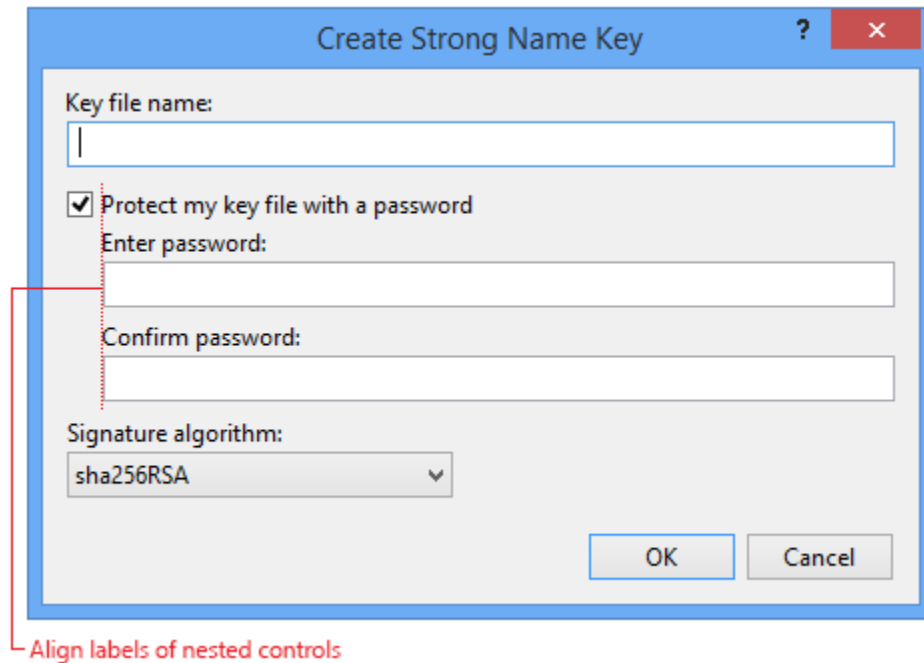 Create Strong Name Key
?
Key file name:
Protect my key file with a password
Enter password:
Confirm password:
Signature algorithm:
sha256RSA
OK
Cancel
Align labels of nested controls